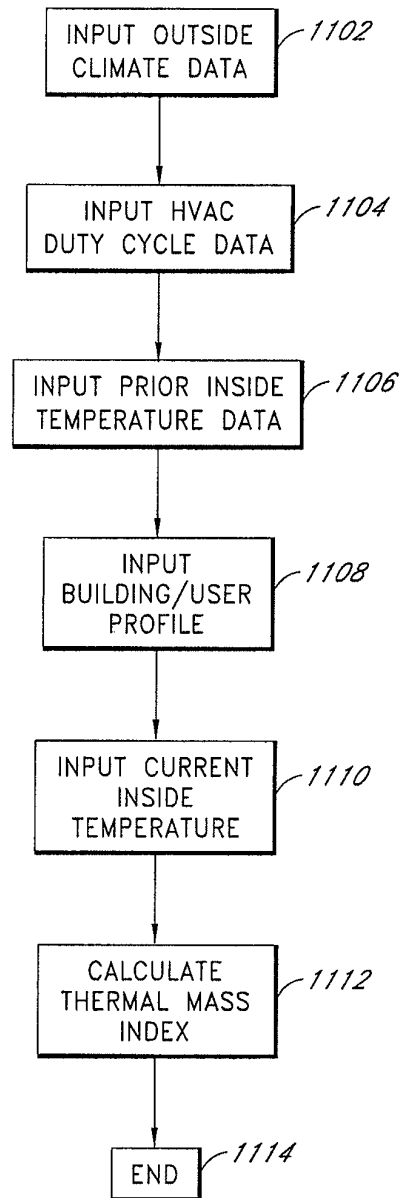 INPUT OUTSIDE
CLIMATE DATA
1102
INPUT HVAC
DUTY CYCLE DATA
1104
INPUT PRIOR INSIDE
TEMPERATURE DATA
1106
INPUT
BUILDING/USER
PROFILE
1108
INPUT CURRENT
INSIDE
TEMPERATURE
1110
CALCULATE
THERMAL MASS
INDEX
1112
END
1114